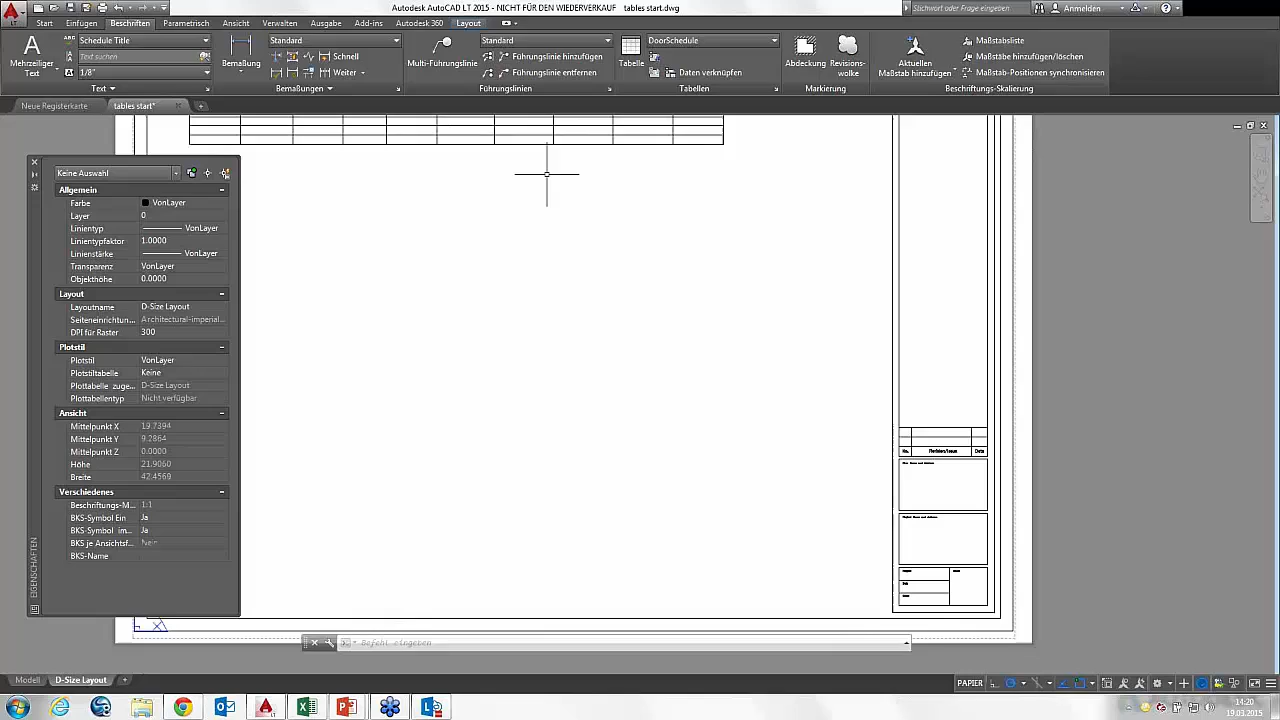 Autodesk AutoCAD LT 2015 - NICHT FÜR DEN WIEDERVERKAUF tables start.dwg
Stichwort oder Frage eingeben
Anmelden
LT
Start Einfügen Beschriften Parametrisch Ansicht Verwalten Ausgabe Add-ins Autodesk 360 Layout
A
Mehrzeiliger
Text
Schedule Title
Text suchen
1/8"
Bemaßung
Standard
Schnell
Weiter
Multi-Führungslinie
Standard
Führungslinie hinzufügen
Führungslinie entfernen
Tabelle
DoorSchedule
Daten verknüpfen
Abdeckung
Revisions-
wolke
Aktuellen
Maßstab hinzufügen
Maßstabsliste
Maßstäbe hinzufügen/löschen
Maßstab-Positionen synchronisieren
Text Bemaßungen Führungslinien Tabellen Markierung Beschriftungs-Skalierung
Neue Registerkarte tables start*
Keine Auswahl
Allgemein
Farbe VonLayer
Layer 0
Linientyp VonLayer
Linientypfaktor 1.0000
Linienstärke VonLayer
Transparenz VonLayer
Objekthöhe 0.0000
Layout
Layoutname D-Size Layout
Seiteneinrichtun... Architectural-imperial...
DPI für Raster 300
Plotstil
Plotstil VonLayer
Plotstiltabelle Keine
Plottabelle zuge... D-Size Layout
Plottabellentyp Nicht verfügbar
Ansicht
Mittelpunkt X 19.7394
Mittelpunkt Y 9.2864
Mittelpunkt Z 0.0000
Höhe 21.9060
Breite 42.4569
Verschiedenes
Beschriftungs-M... 1:1
BKS-Symbol Ein Ja
BKS-Symbol im... Ja
BKS je Ansichtsf... Nein
BKS-Name
EIGENSCHAFTEN
No. Revision/Issue Date
Befehl eingeben
Modell D-Size Layout
PAPIER
14:20
19.03.2015